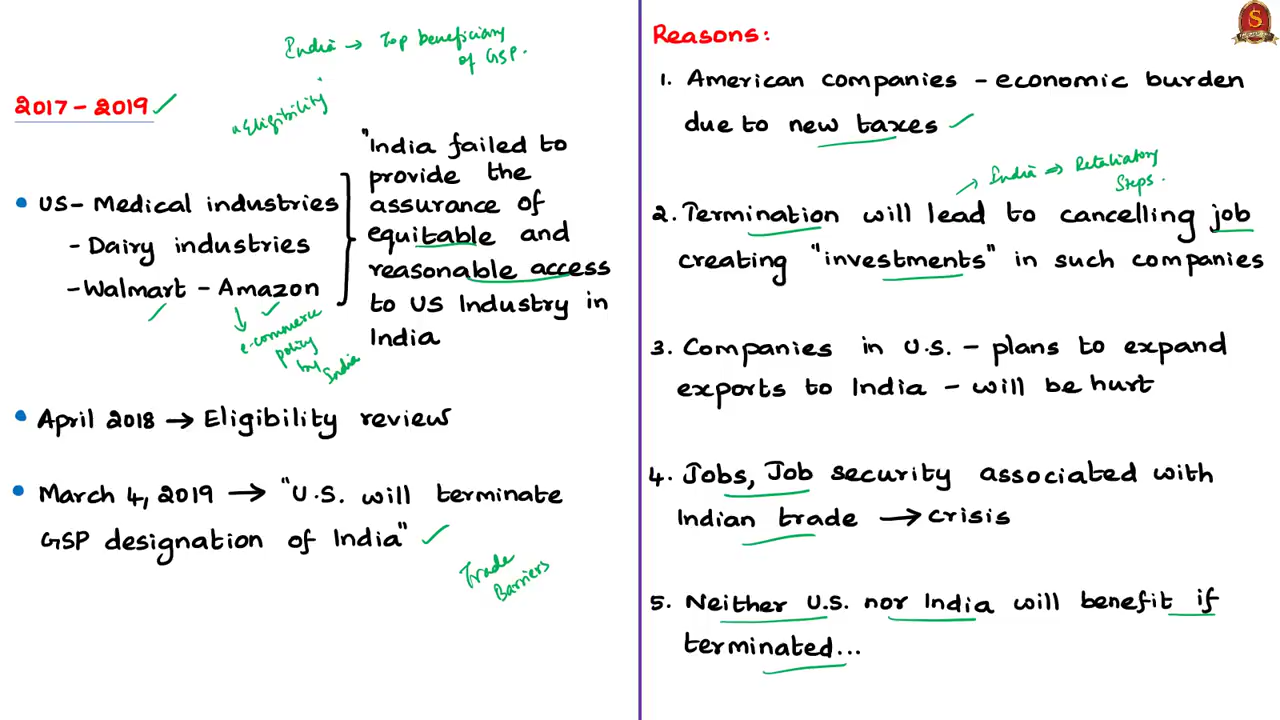 India → Top beneficiary
of GSP.
2017 – 2019
"Eligibility
"India failed to
provide the
assurance of
equitable and
reasonable access
to US Industry in
India
• US- Medical industries
- Dairy industries
- Walmart - Amazon
e-commerce
policy
by India
• April 2018 → Eligibility review
• March 4, 2019 → "U.S. will terminate
GSP designation of India"
Trade
Barriers
Reasons:
1. American companies - economic burden
due to new taxes
India ⇒ Retaliatory
Steps.
2. Termination will lead to cancelling job
creating "investments" in such companies
3. Companies in U.S. - plans to expand
exports to India - will be hurt
4. Jobs, Job security associated with
Indian trade → crisis
5. Neither U.S. nor India will benefit if
terminated...